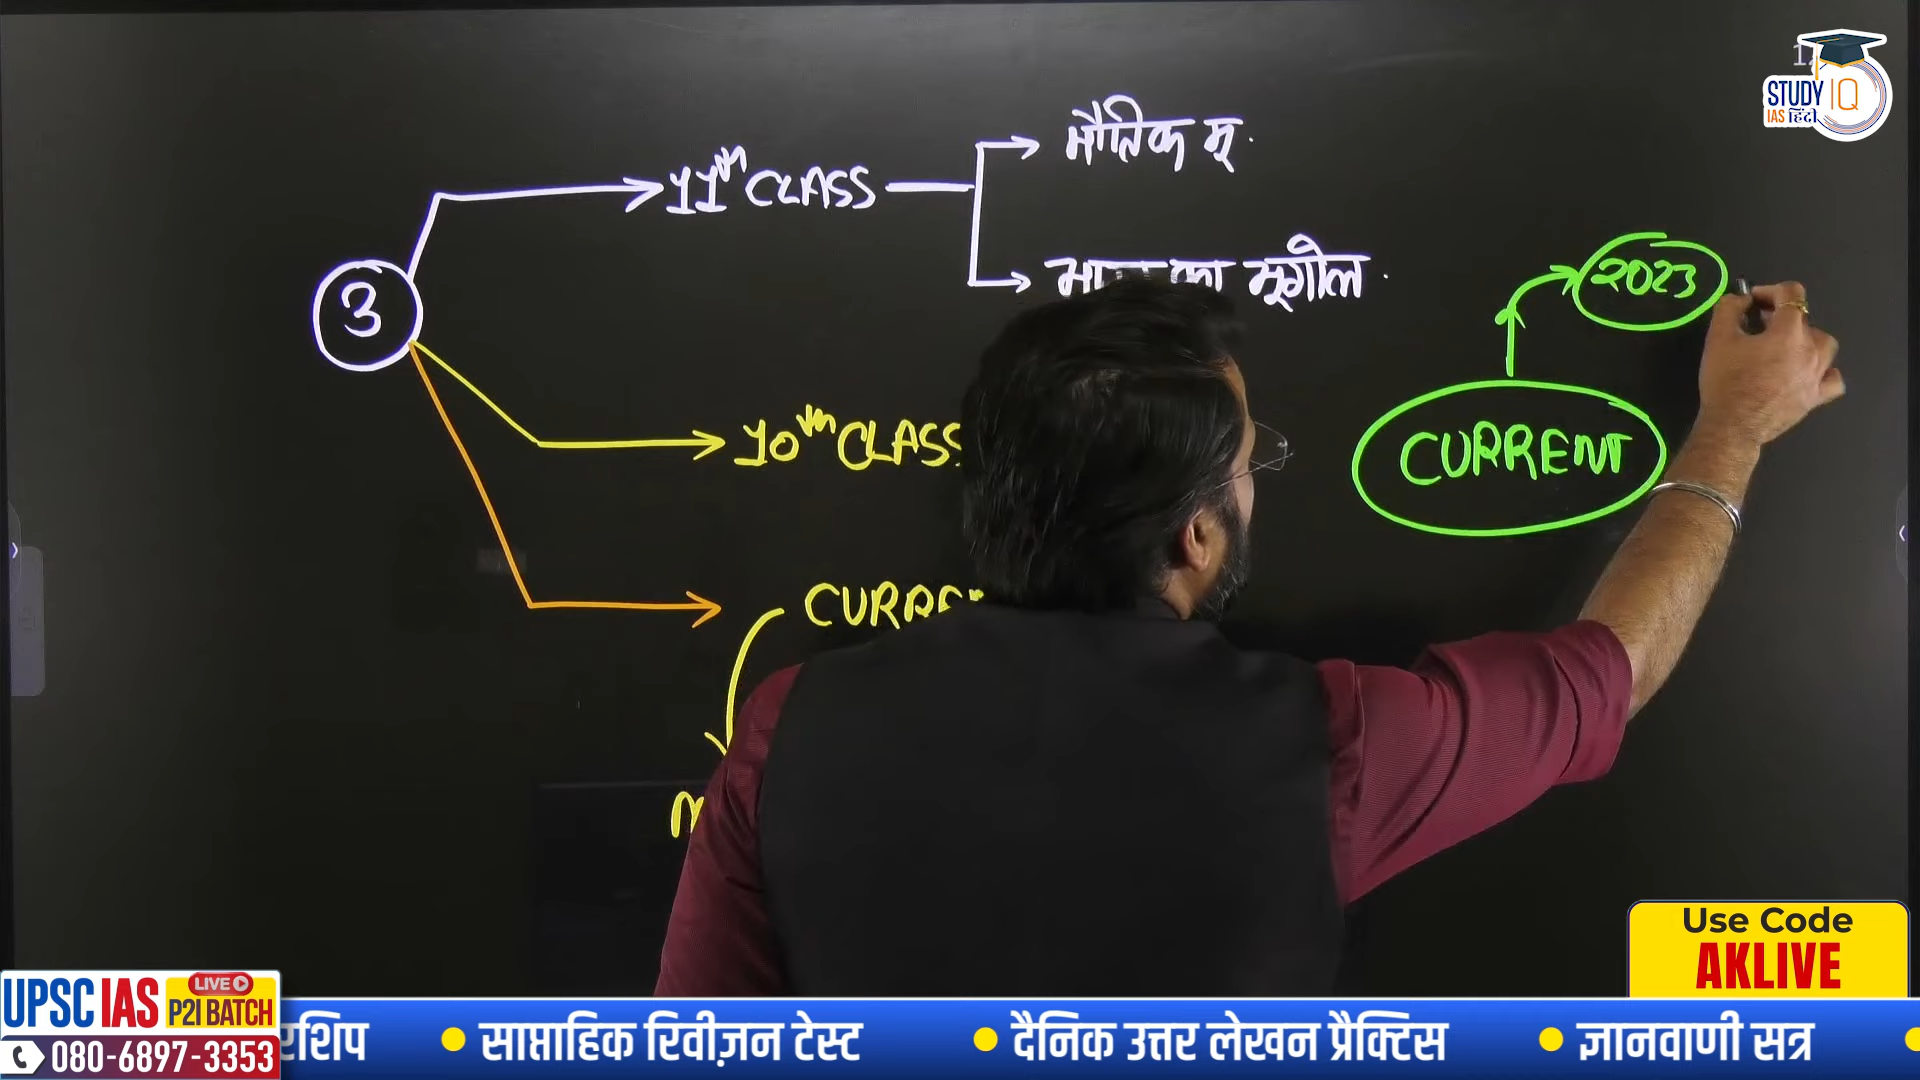 STUDY IQ
IAS हिंदी
11th CLASS
भौतिक भू.
का भूगोल
3
2023
10th CLASS
CURRENT
Use Code
AKLIVE
UPSC IAS
LIVE
P2I BATCH
080-6897-3353
रशिप • साप्ताहिक रिवीज़न टेस्ट • दैनिक उत्तर लेखन प्रैक्टिस • ज्ञानवाणी सत्र